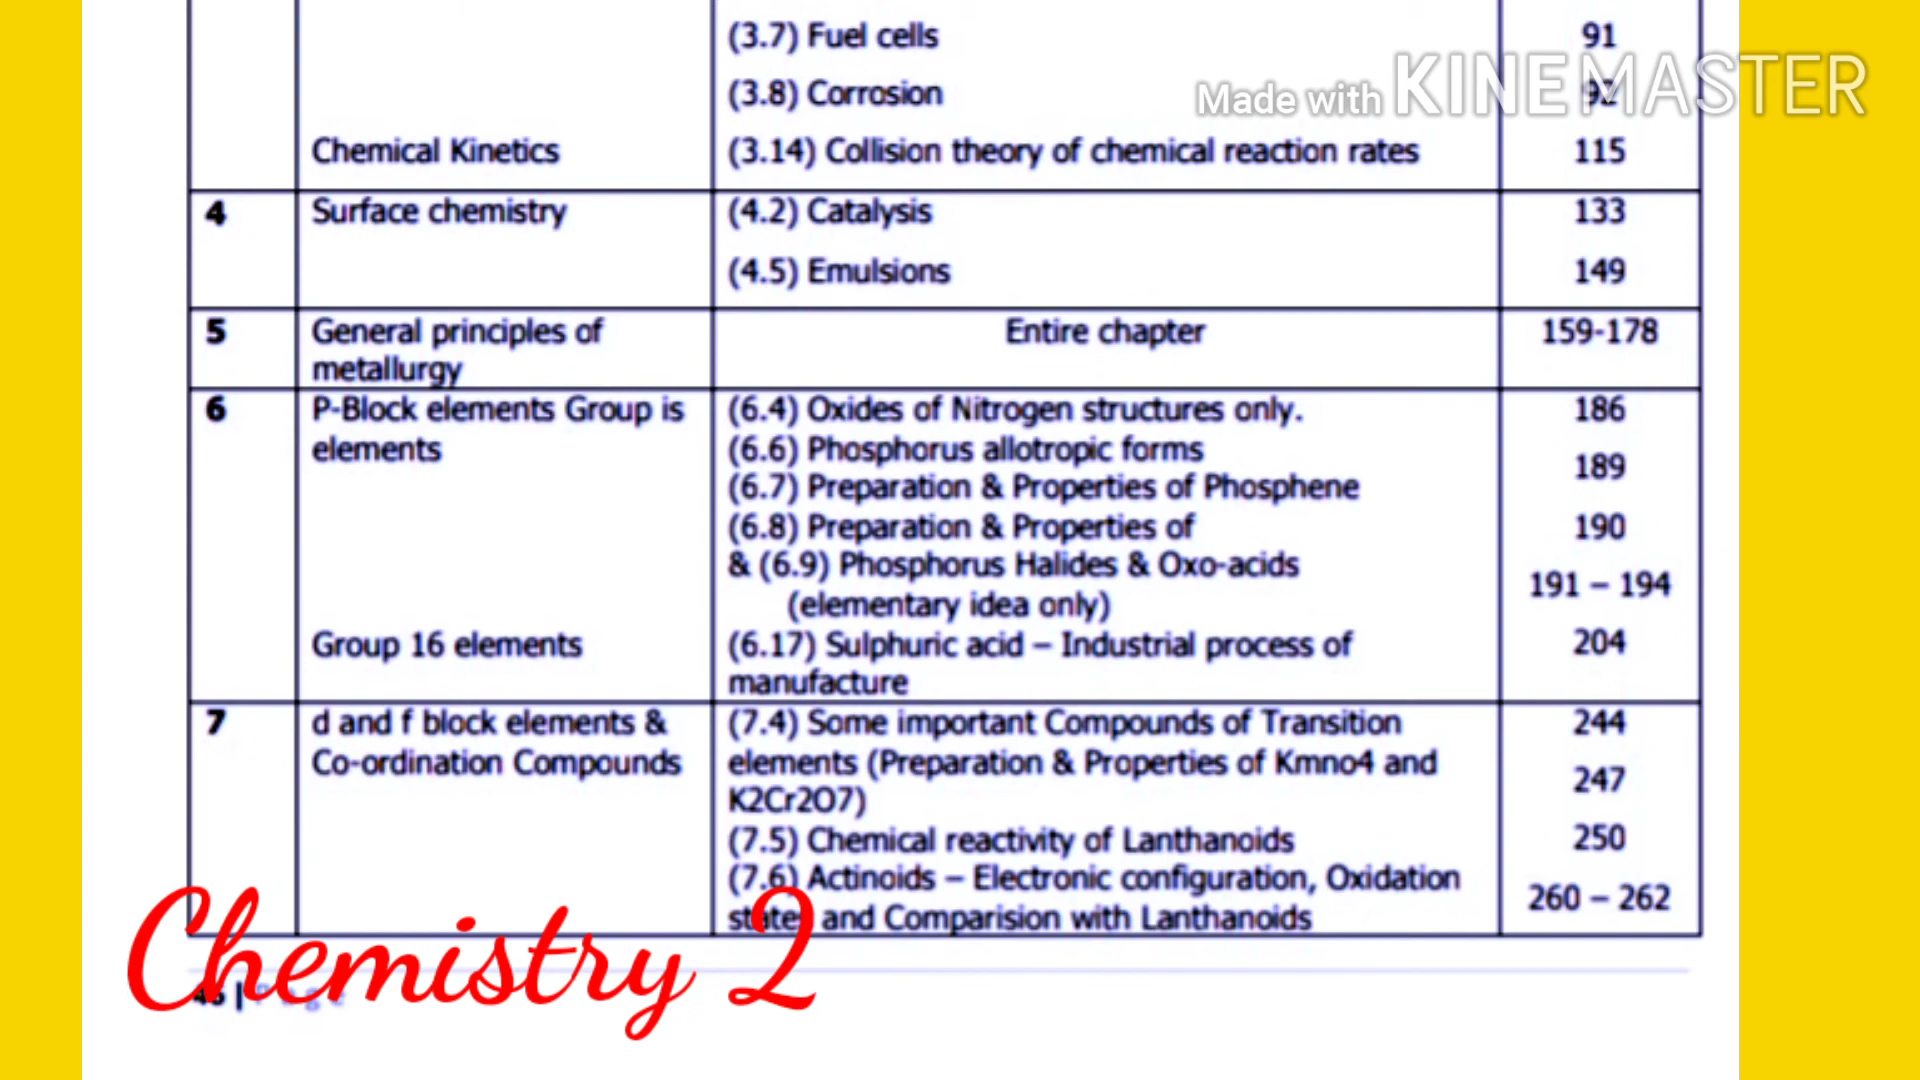 (3.7) Fuel cells 91
Made with KINEMASTER
(3.8) Corrosion 92
Chemical Kinetics (3.14) Collision theory of chemical reaction rates 115
4 Surface chemistry (4.2) Catalysis 133
(4.5) Emulsions 149
5 General principles of Entire chapter 159-178
metallurgy
6 P-Block elements Group is (6.4) Oxides of Nitrogen structures only. 186
elements (6.6) Phosphorus allotropic forms
189
(6.7) Preparation & Properties of Phosphene
(6.8) Preparation & Properties of 190
& (6.9) Phosphorus Halides & Oxo-acids
191 – 194
(elementary idea only)
Group 16 elements (6.17) Sulphuric acid – Industrial process of 204
manufacture
7 d and f block elements & (7.4) Some important Compounds of Transition 244
Co-ordination Compounds elements (Preparation & Properties of Kmno4 and
247
K2Cr2O7)
(7.5) Chemical reactivity of Lanthanoids 250
(7.6) Actinoids – Electronic configuration, Oxidation
260 – 262
states and Comparision with Lanthanoids
Chemistry 2